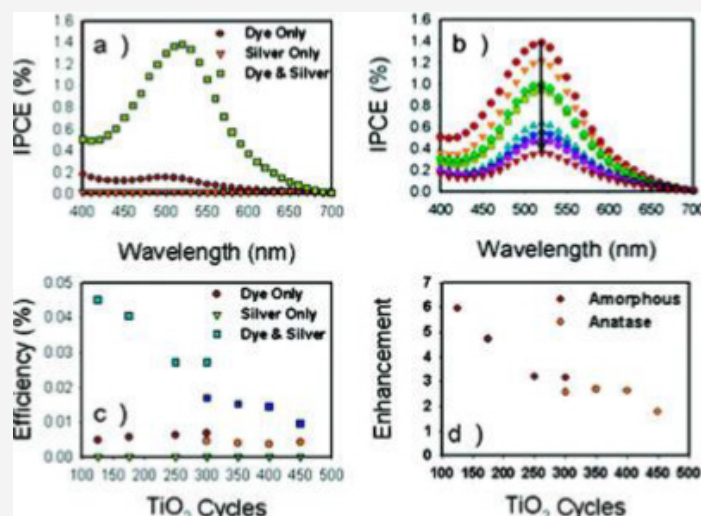 a )
Dye Only
Silver Only
Dye & Silver
IPCE (%)
1.6
1.4
1.2
1.0
0.8
0.6
0.4
0.2
0.0
400 450 500 550 600 650 700
Wavelength (nm)
b )
IPCE (%)
1.6
1.4
1.2
1.0
0.8
0.6
0.4
0.2
0.0
400 450 500 550 600 650 700
Wavelength (nm)
c )
Dye Only
Silver Only
Dye & Silver
Efficiency (%)
0.05
0.04
0.03
0.02
0.01
0.00
100 150 200 250 300 350 400 450 500
TiO2 Cycles
d )
Amorphous
Anatase
Enhancement
7
6
5
4
3
2
1
0
100 150 200 250 300 350 400 450 500
TiO2 Cycles